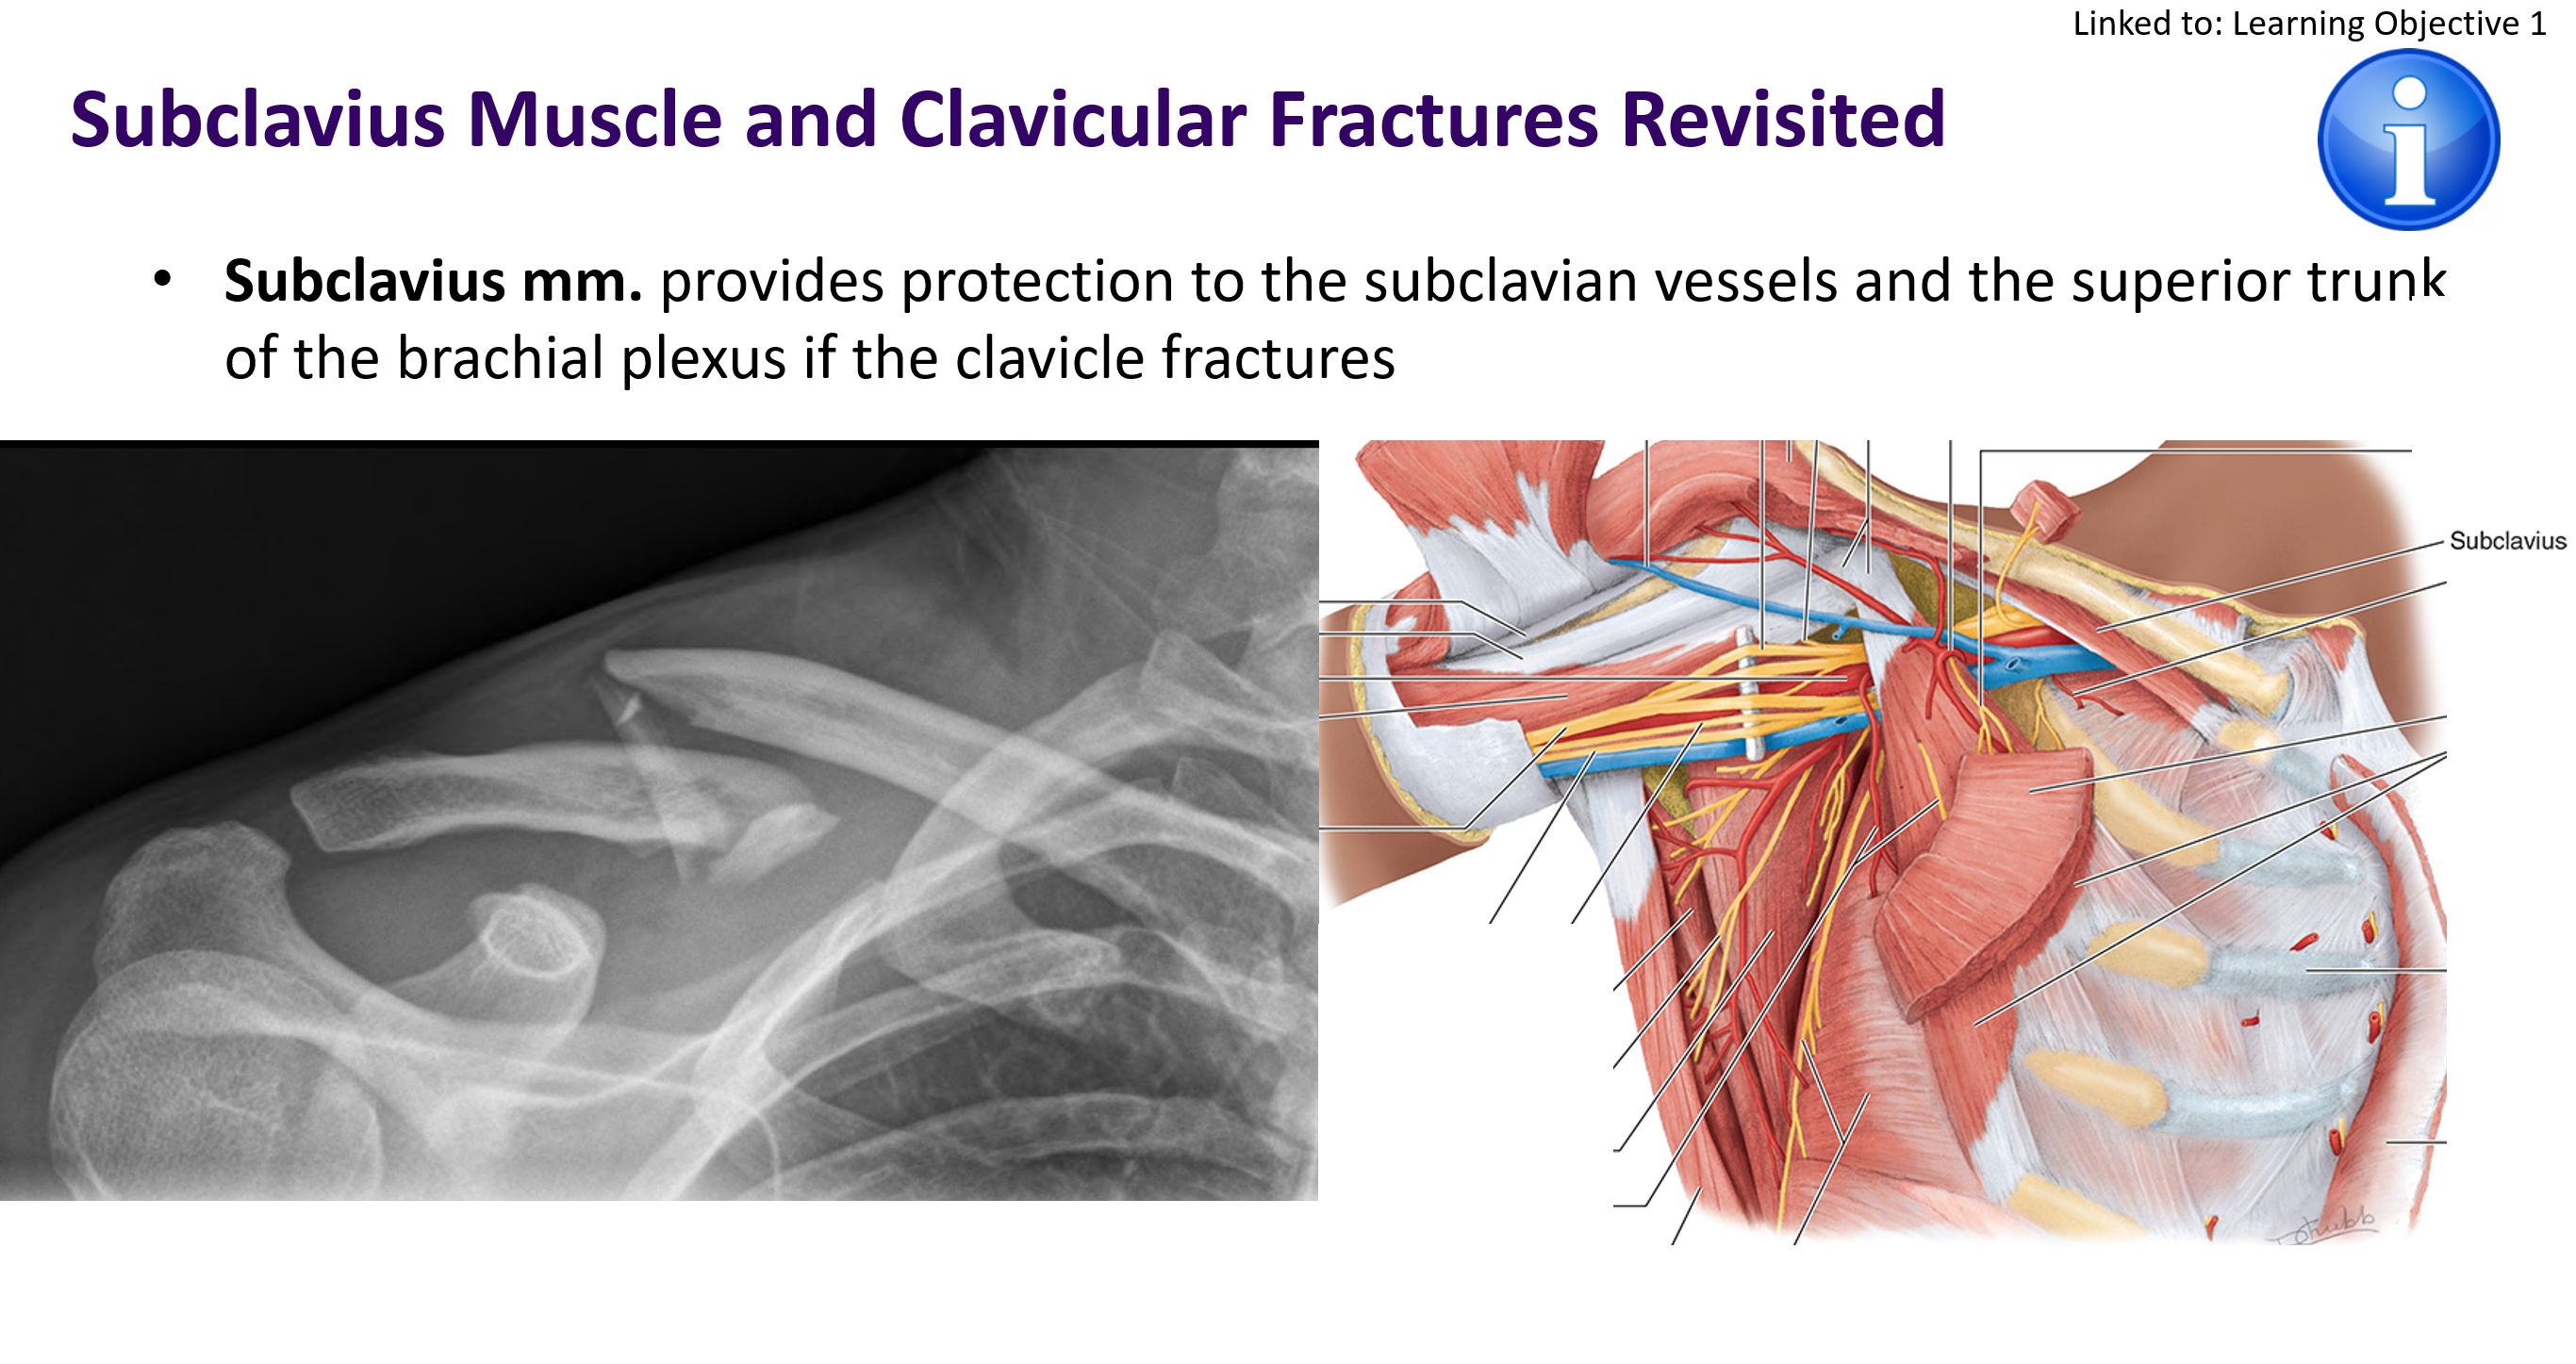 Linked to: Learning Objective 1
Subclavius Muscle and Clavicular Fractures Revisited
• Subclavius mm. provides protection to the subclavian vessels and the superior trunk
of the brachial plexus if the clavicle fractures
Subclavius